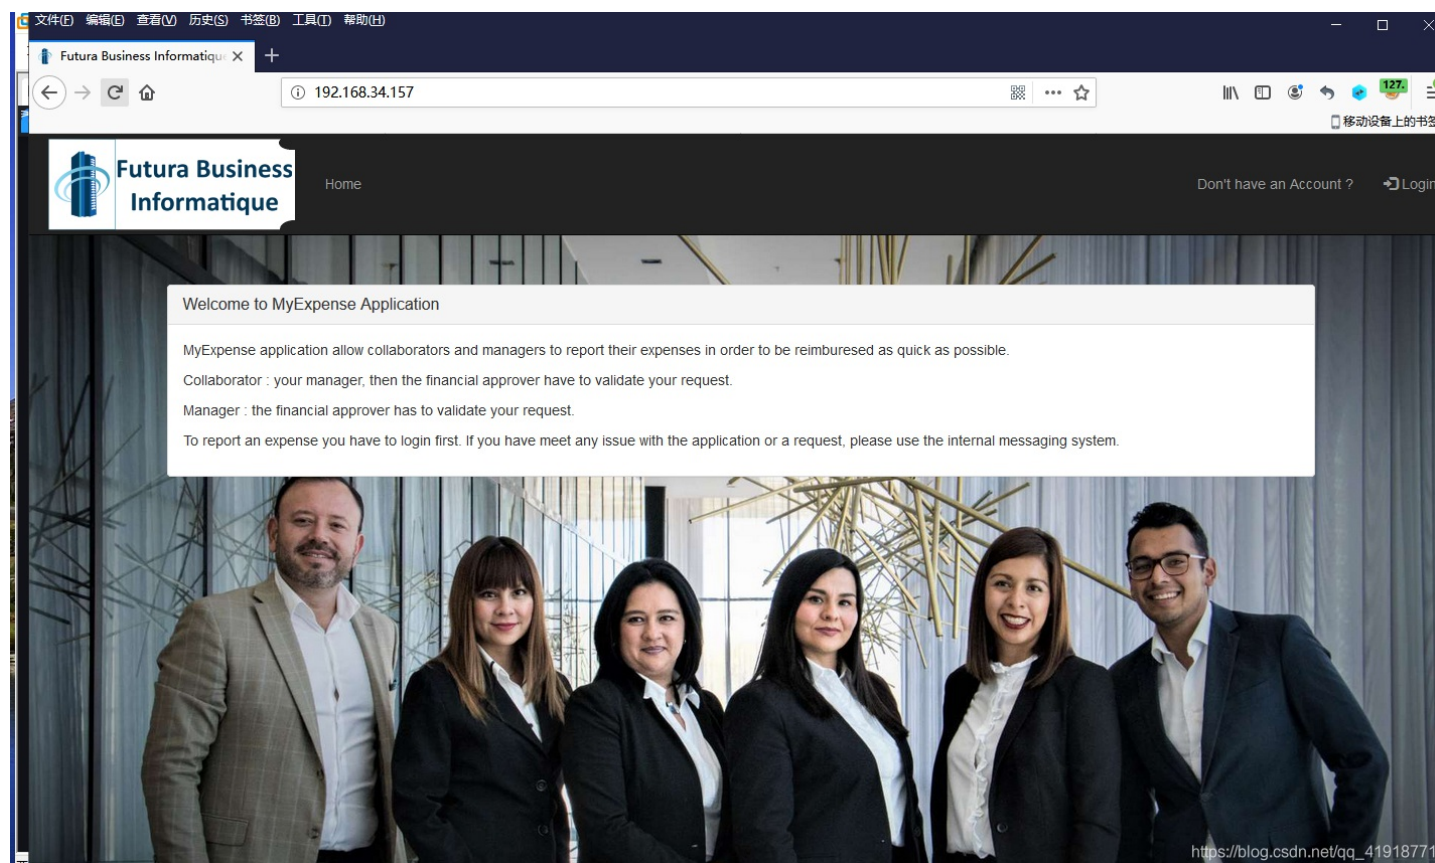 文件(F) 编辑(E) 查看(V) 历史(S) 书签(B) 工具(T) 帮助(H)
Futura Business Informatiqu
192.168.34.157
127.
移动设备上的书签
Futura Business
Informatique
Home
Don't have an Account ?
Login
Welcome to MyExpense Application
MyExpense application allow collaborators and managers to report their expenses in order to be reimburesed as quick as possible.
Collaborator : your manager, then the financial approver have to validate your request.
Manager : the financial approver has to validate your request.
To report an expense you have to login first. If you have meet any issue with the application or a request, please use the internal messaging system.
https://blog.csdn.net/qq_41918771